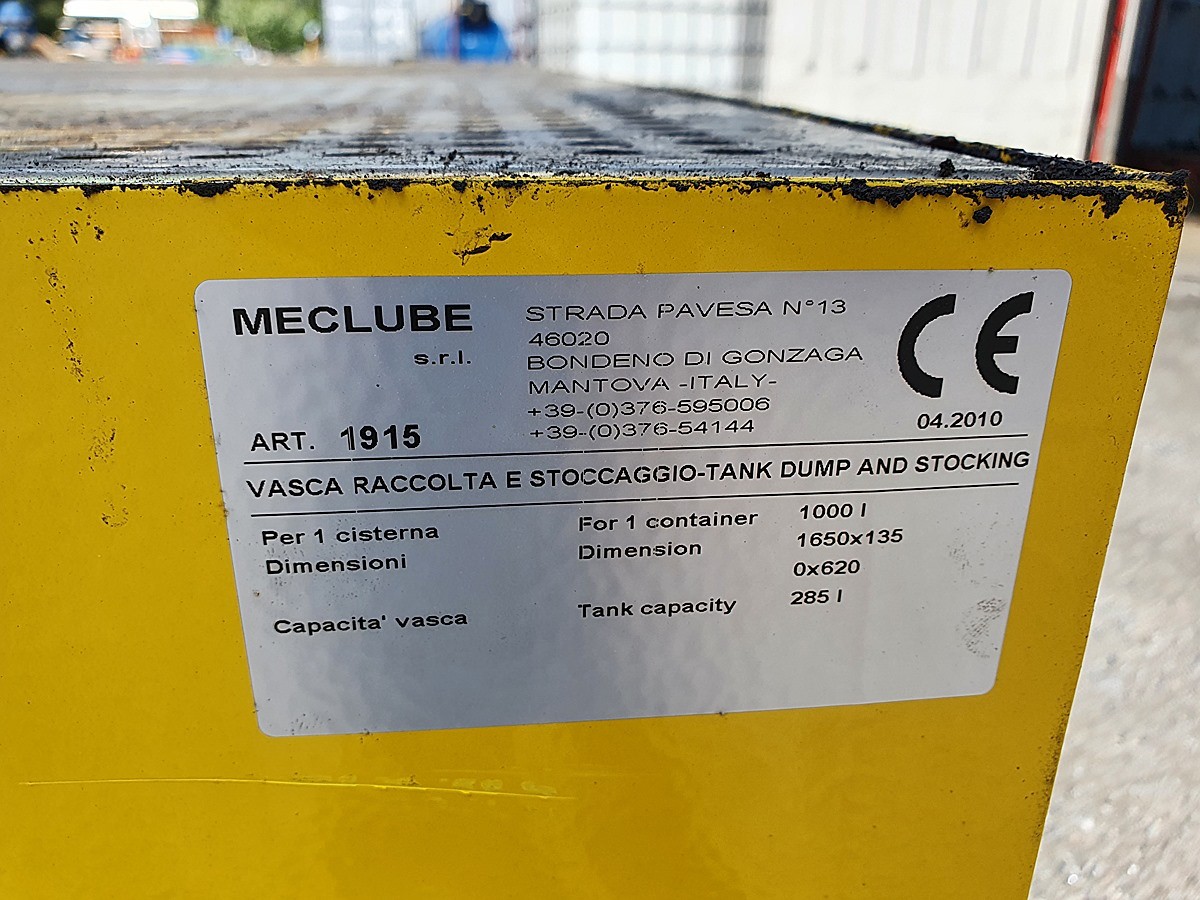 MECLUBE
s.r.l.
STRADA PAVESA N°13
46020
BONDENO DI GONZAGA
MANTOVA -ITALY-
+39-(0)376-595006
+39-(0)376-54144
CE
04.2010
ART. 1915
VASCA RACCOLTA E STOCCAGGIO-TANK DUMP AND STOCKING
Per 1 cisterna For 1 container 1000 l
Dimensioni Dimension 1650x135
0x620
Capacita' vasca Tank capacity 285 l